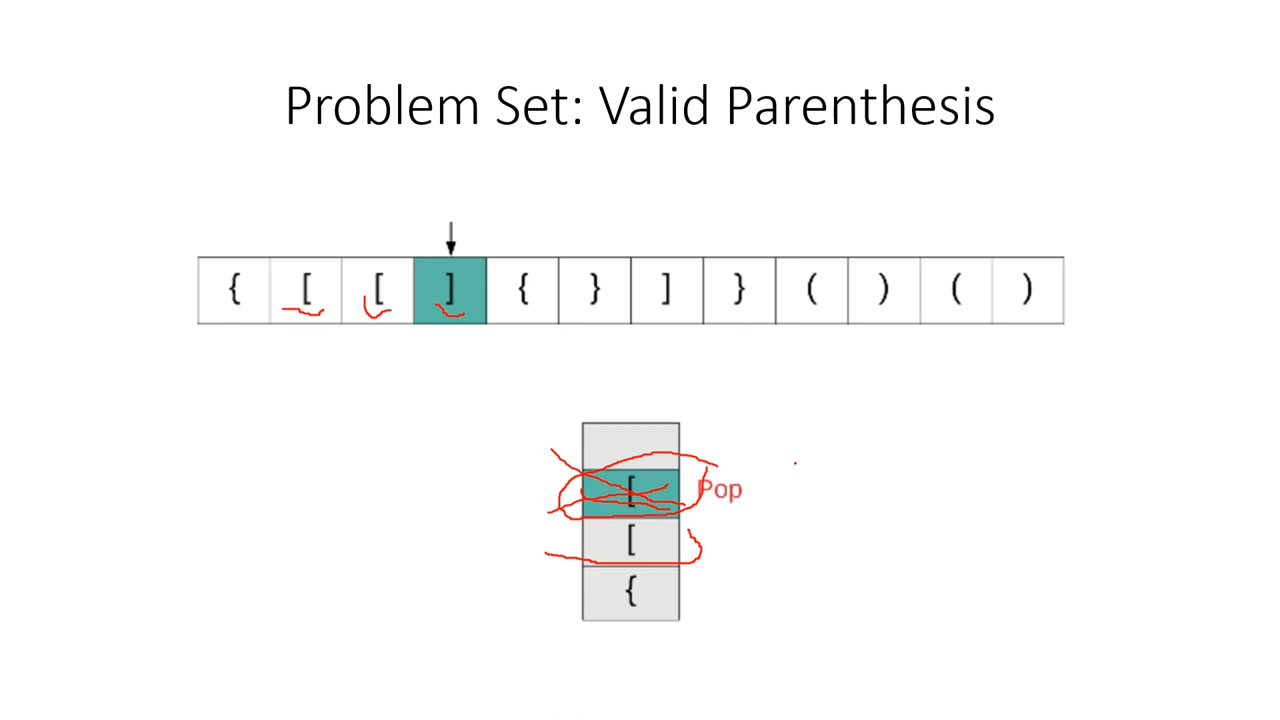 Problem Set: Valid Parenthesis
{ [ [ ] { } ] } ( ) ( )
[ Pop
[
{